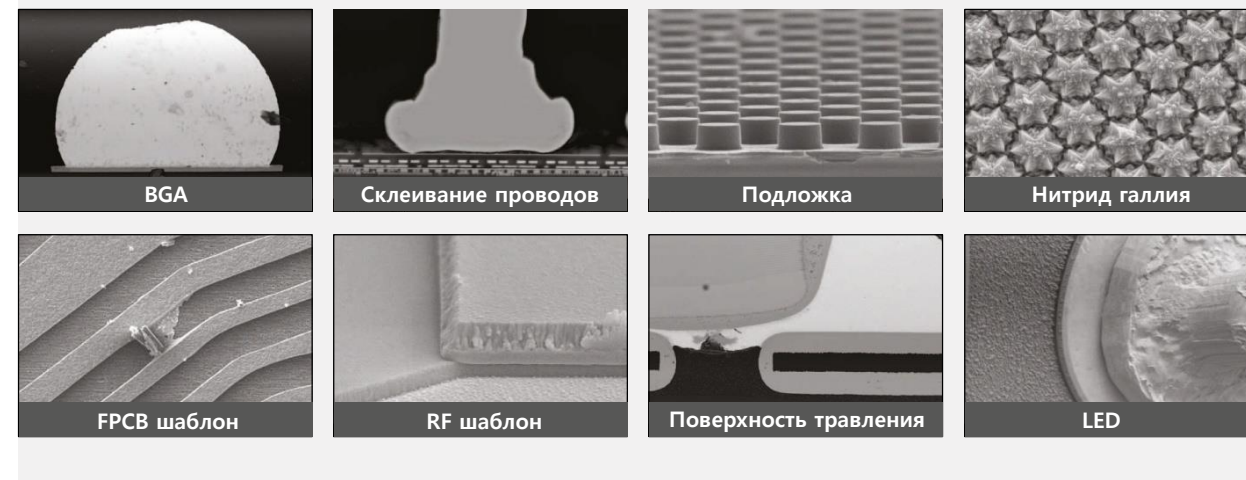 BGA
Склеивание проводов
Подложка
Нитрид галлия
FPCB шаблон
RF шаблон
Поверхность травления
LED